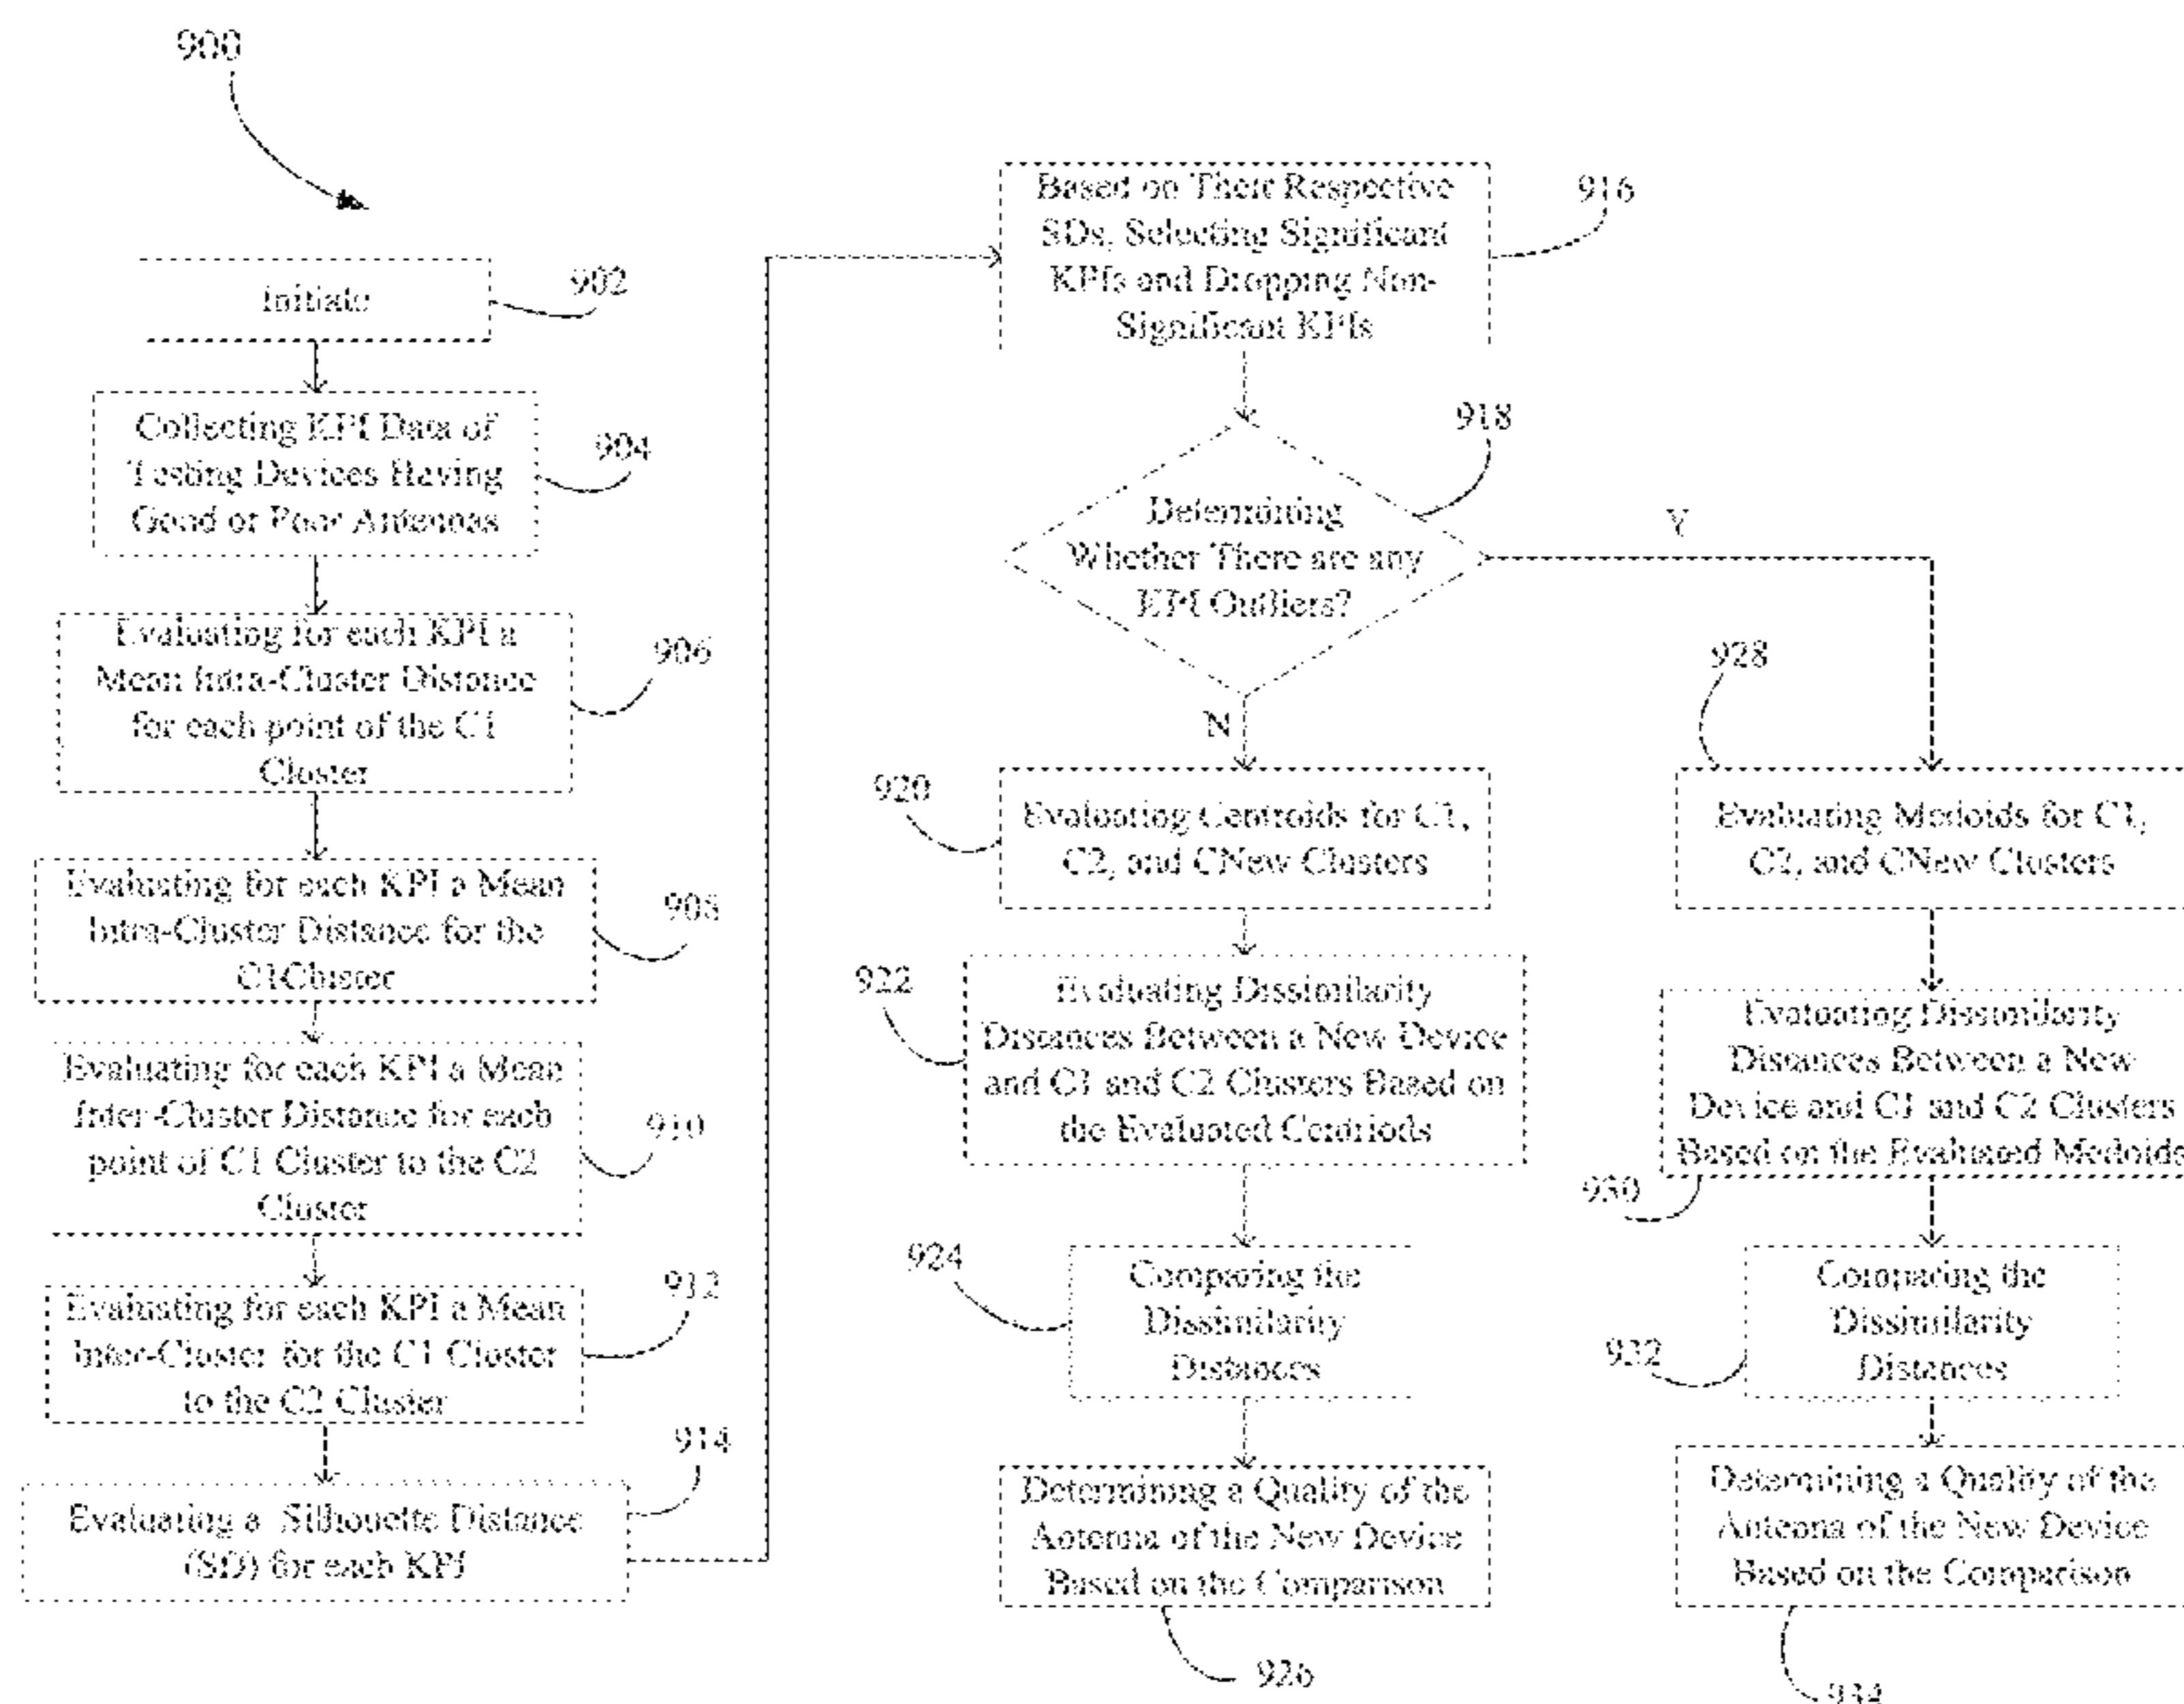 900
Initiate
902
Collecting KPI Data of
Testing Devices Having
Good or Poor Antennas
904
Evaluating for each KPI a
Mean Intra-Cluster Distance
for each point of the C1
Cluster
906
Evaluating for each KPI a Mean
Intra-Cluster Distance for the
C1Cluster
908
Evaluating for each KPI a Mean
Inter-Cluster Distance for each
point of C1 Cluster to the C2
Cluster
910
Evaluating for each KPI a Mean
Inter-Cluster for the C1 Cluster
to the C2 Cluster
912
Evaluating a Silhouette Distance
(SD) for each KPI
914
Based on Their Respective
SDs, Selecting Significant
KPIs and Dropping Non-
Significant KPIs
916
Determining
Whether There are any
KPI Outliers?
918
Y
N
Evaluating Centroids for C1,
C2, and CNew Clusters
920
Evaluating Dissimilarity
Distances Between a New Device
and C1 and C2 Clusters Based on
the Evaluated Centriods
922
Comparing the
Dissimilarity
Distances
924
Determining a Quality of the
Antenna of the New Device
Based on the Comparison
926
928
Evaluating Medoids for C1,
C2, and CNew Clusters
Evaluating Dissimilarity
Distances Between a New
Device and C1 and C2 Clusters
Based on the Evaluated Medoids
930
Comparing the
Dissimilarity
Distances
932
Determining a Quality of the
Antenna of the New Device
Based on the Comparison
934